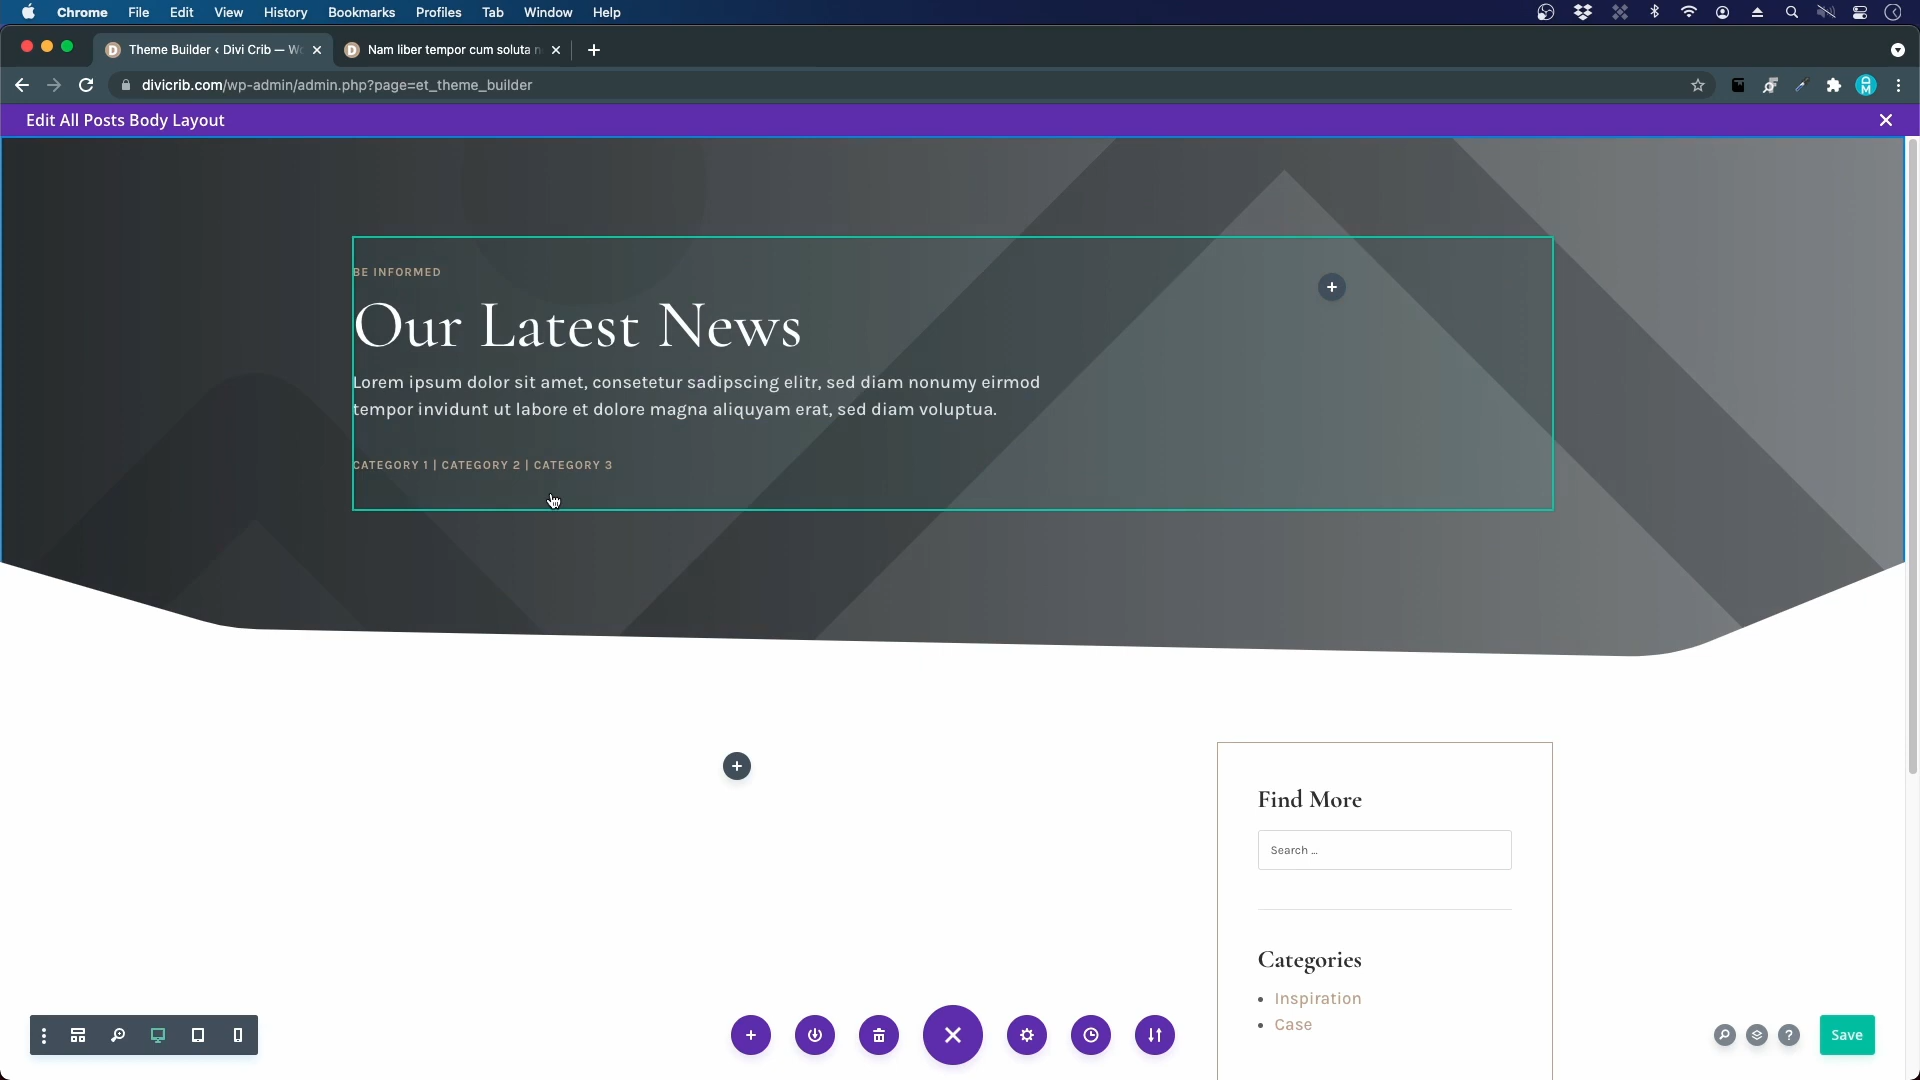 Chrome File Edit View History Bookmarks Profiles Tab Window Help
Theme Builder ‹ Divi Crib — Wo
Nam liber tempor cum soluta n
divicrib.com/wp-admin/admin.php?page=et_theme_builder
Edit All Posts Body Layout
BE INFORMED
Our Latest News
Lorem ipsum dolor sit amet, consetetur sadipscing elitr, sed diam nonumy eirmod
tempor invidunt ut labore et dolore magna aliquyam erat, sed diam voluptua.
CATEGORY 1 | CATEGORY 2 | CATEGORY 3
Find More
Search …
Categories
Inspiration
Case
Save